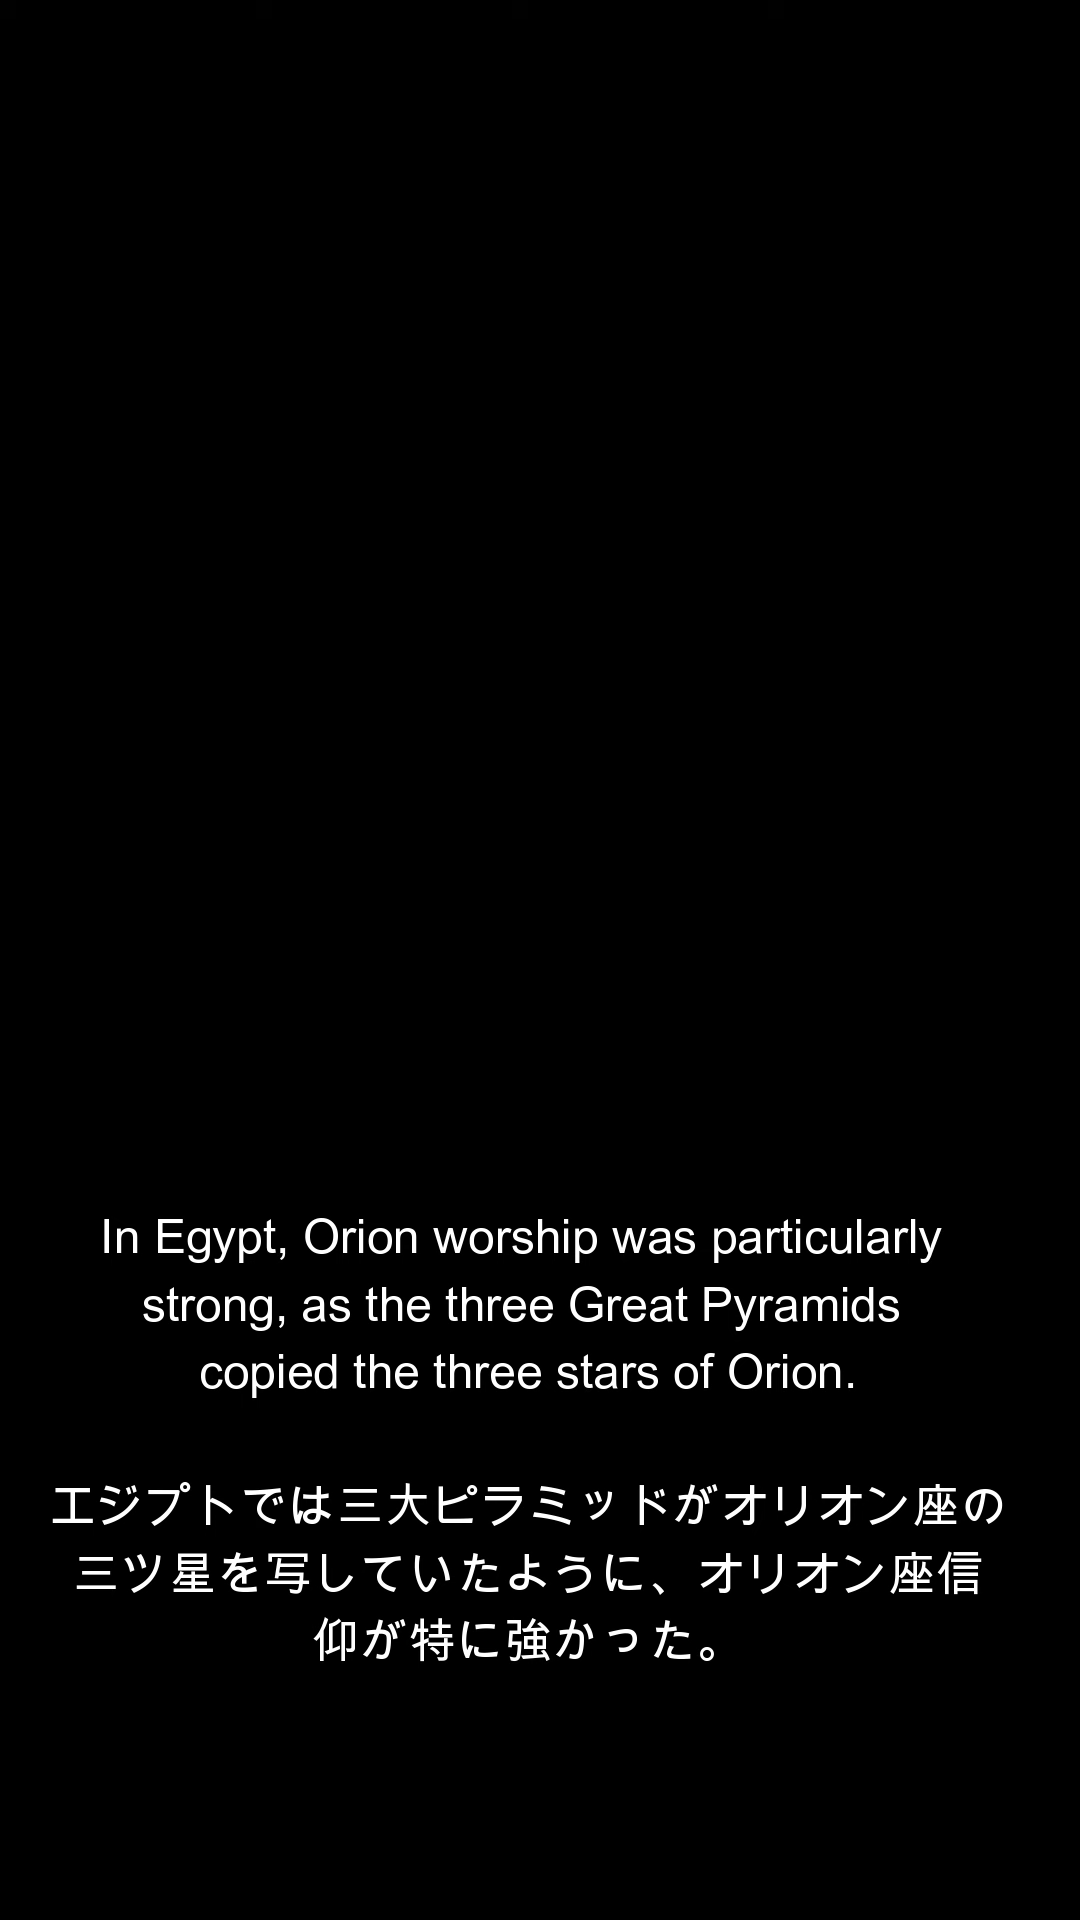 In Egypt, Orion worship was particularly
strong, as the three Great Pyramids
copied the three stars of Orion.
エジプトでは三大ピラミッドがオリオン座の
三ツ星を写していたように、オリオン座信
仰が特に強かった。